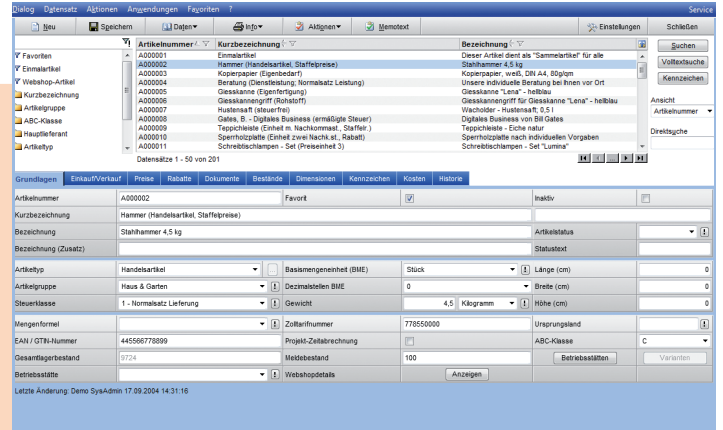 Dialog Datensatz Aktionen Anwendungen Favoriten ? Service
Neu Speichern Daten Info Aktionen Memotext Einstellungen Schließen
Artikelnummer Kurzbezeichnung Bezeichnung
Favoriten
Einmalartikel
Webshop-Artikel
Kurzbezeichnung
Artikelgruppe
ABC-Klasse
Hauptlieferant
Artikeltyp
A000001 Einmalartikel Dieser Artikel dient als "Sammelartikel" für alle
A000002 Hammer (Handelsartikel, Staffelpreise) Stahlhammer 4,5 kg
A000003 Kopierpapier (Eigenbedarf) Kopierpapier, weiß, DIN A4, 80g/qm
A000004 Beratung (Dienstleistung; Normalsatz Leistung) Unsere individuelle Beratung bei Ihnen vor Ort
A000005 Giesskanne (Eigenfertigung) Giesskanne "Lena" - hellblau
A000006 Giesskannengriff (Rohstoff) Giesskannengriff für Giesskanne "Lena" - hellblau
A000007 Hustensaft (steuerfrei) Wacholder - Hustensaft; 0,5 l
A000008 Gates, B. - Digitales Business (ermäßigte Steuer) Digitales Business von Bill Gates
A000009 Teppichleiste (Einheit m. Nachkommast., Staffelr.) Teppichleiste - Eiche natur
A000010 Sperrholzplatte (Einheit zwei Nachk.st., Rabatt) Sperrholzplatte nach individuellen Vorgaben
A000011 Schreibtischlampen - Set (Preiseinheit 3) Schreibtischlampen - Set "Lumina"
Datensätze 1 - 50 von 201
Suchen
Volltextsuche
Kennzeichen
Ansicht
Artikelnummer
Direktsuche
Grundlagen Einkauf/Verkauf Preise Rabatte Dokumente Bestände Dimensionen Kennzeichen Kosten Historie
Artikelnummer A000002 Favorit Inaktiv
Kurzbezeichnung Hammer (Handelsartikel, Staffelpreise)
Bezeichnung Stahlhammer 4,5 kg Artikelstatus
Bezeichnung (Zusatz) Statustext
Artikeltyp Handelsartikel ... Basismengeneinheit (BME) Stück ! Länge (cm) 0
Artikelgruppe Haus & Garten ! Dezimalstellen BME 0 Breite (cm) 0
Steuerklasse 1 - Normalsatz Lieferung ! Gewicht 4,5 Kilogramm ! Höhe (cm) 0
Mengenformel ! Zolltarifnummer 778550000 Ursprungsland !
EAN / GTIN-Nummer 445566778899 Projekt-Zeitabrechnung ABC-Klasse C
Gesamtlagerbestand 9724 Meldebestand 100 Betriebsstätten Varianten
Betriebsstätte ! Webshopdetails Anzeigen
Letzte Änderung: Demo SysAdmin 17.09.2004 14:31:16